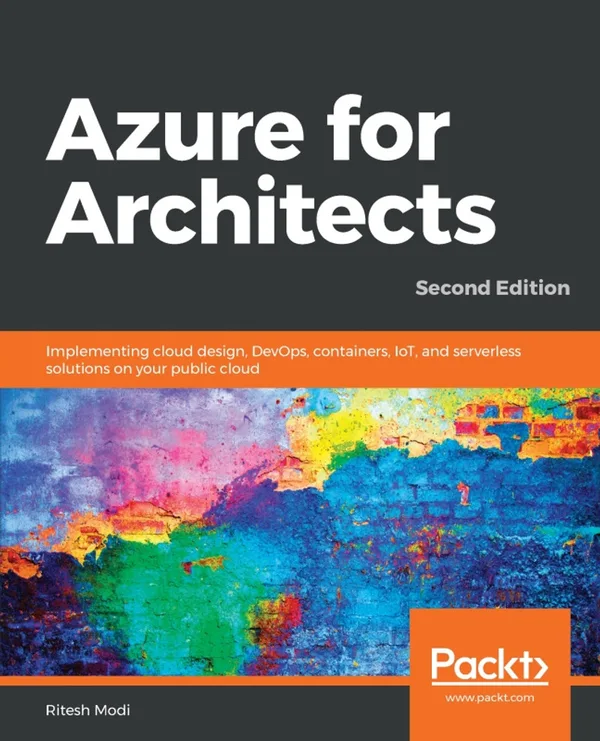 Azure for
Architects
Second Edition
Implementing cloud design, DevOps, containers, IoT, and serverless
solutions on your public cloud
Packt>
www.packt.com
Ritesh Modi